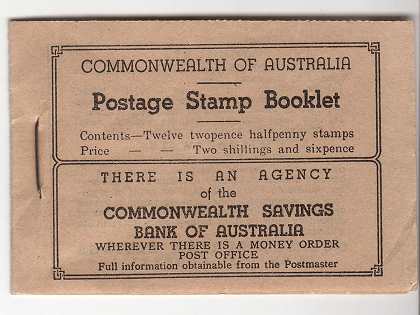 COMMONWEALTH OF AUSTRALIA
Postage Stamp Booklet
Contents—Twelve twopence halfpenny stamps
Price — — Two shillings and sixpence
THERE IS AN AGENCY
of the
COMMONWEALTH SAVINGS
BANK OF AUSTRALIA
WHEREVER THERE IS A MONEY ORDER
POST OFFICE
Full information obtainable from the Postmaster